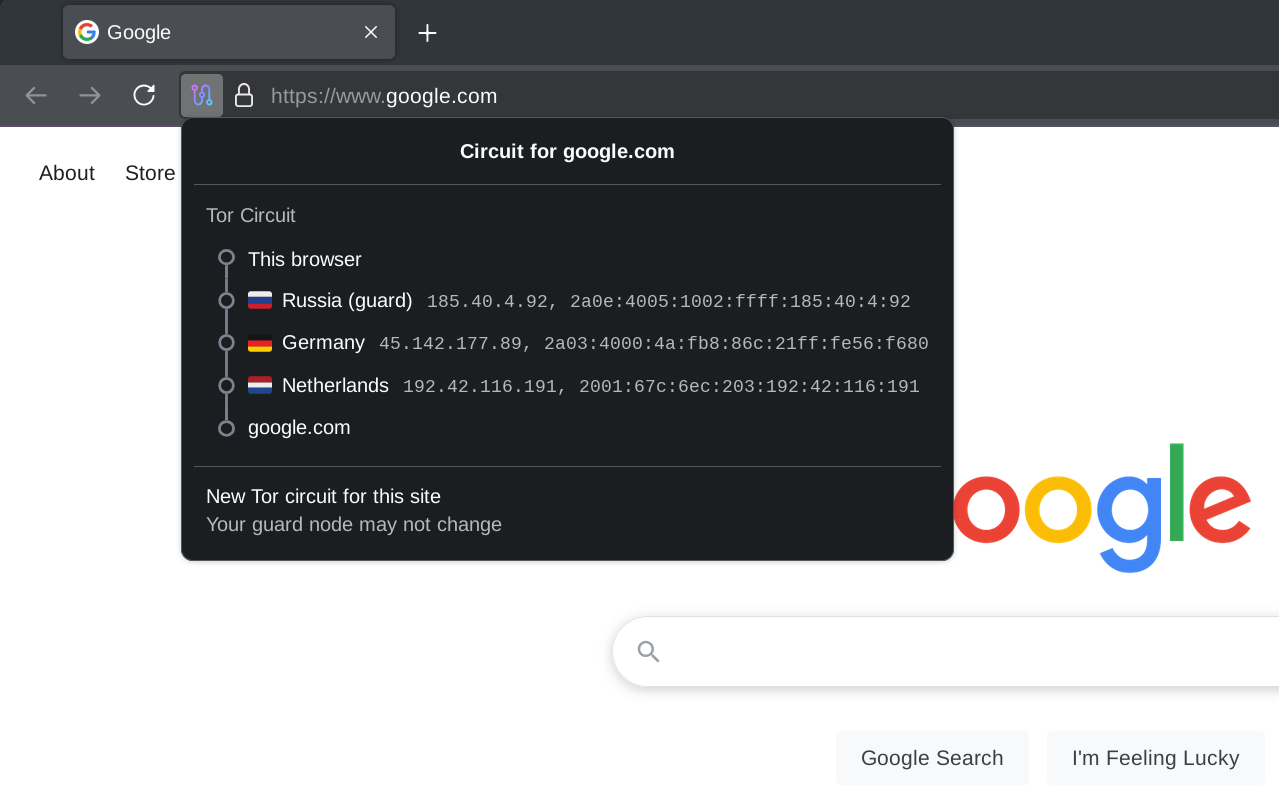 Google
https://www.google.com
About Store
Circuit for google.com
Tor Circuit
This browser
Russia (guard) 185.40.4.92, 2a0e:4005:1002:ffff:185:40:4:92
Germany 45.142.177.89, 2a03:4000:4a:fb8:86c:21ff:fe56:f680
Netherlands 192.42.116.191, 2001:67c:6ec:203:192:42:116:191
google.com
New Tor circuit for this site
Your guard node may not change
oogle
Google Search I'm Feeling Lucky